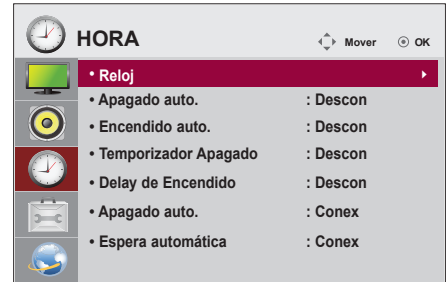 HORA Mover OK
• Reloj
• Apagado auto. : Descon
• Encendido auto. : Descon
• Temporizador Apagado : Descon
• Delay de Encendido : Descon
• Apagado auto. : Conex
• Espera automática : Conex